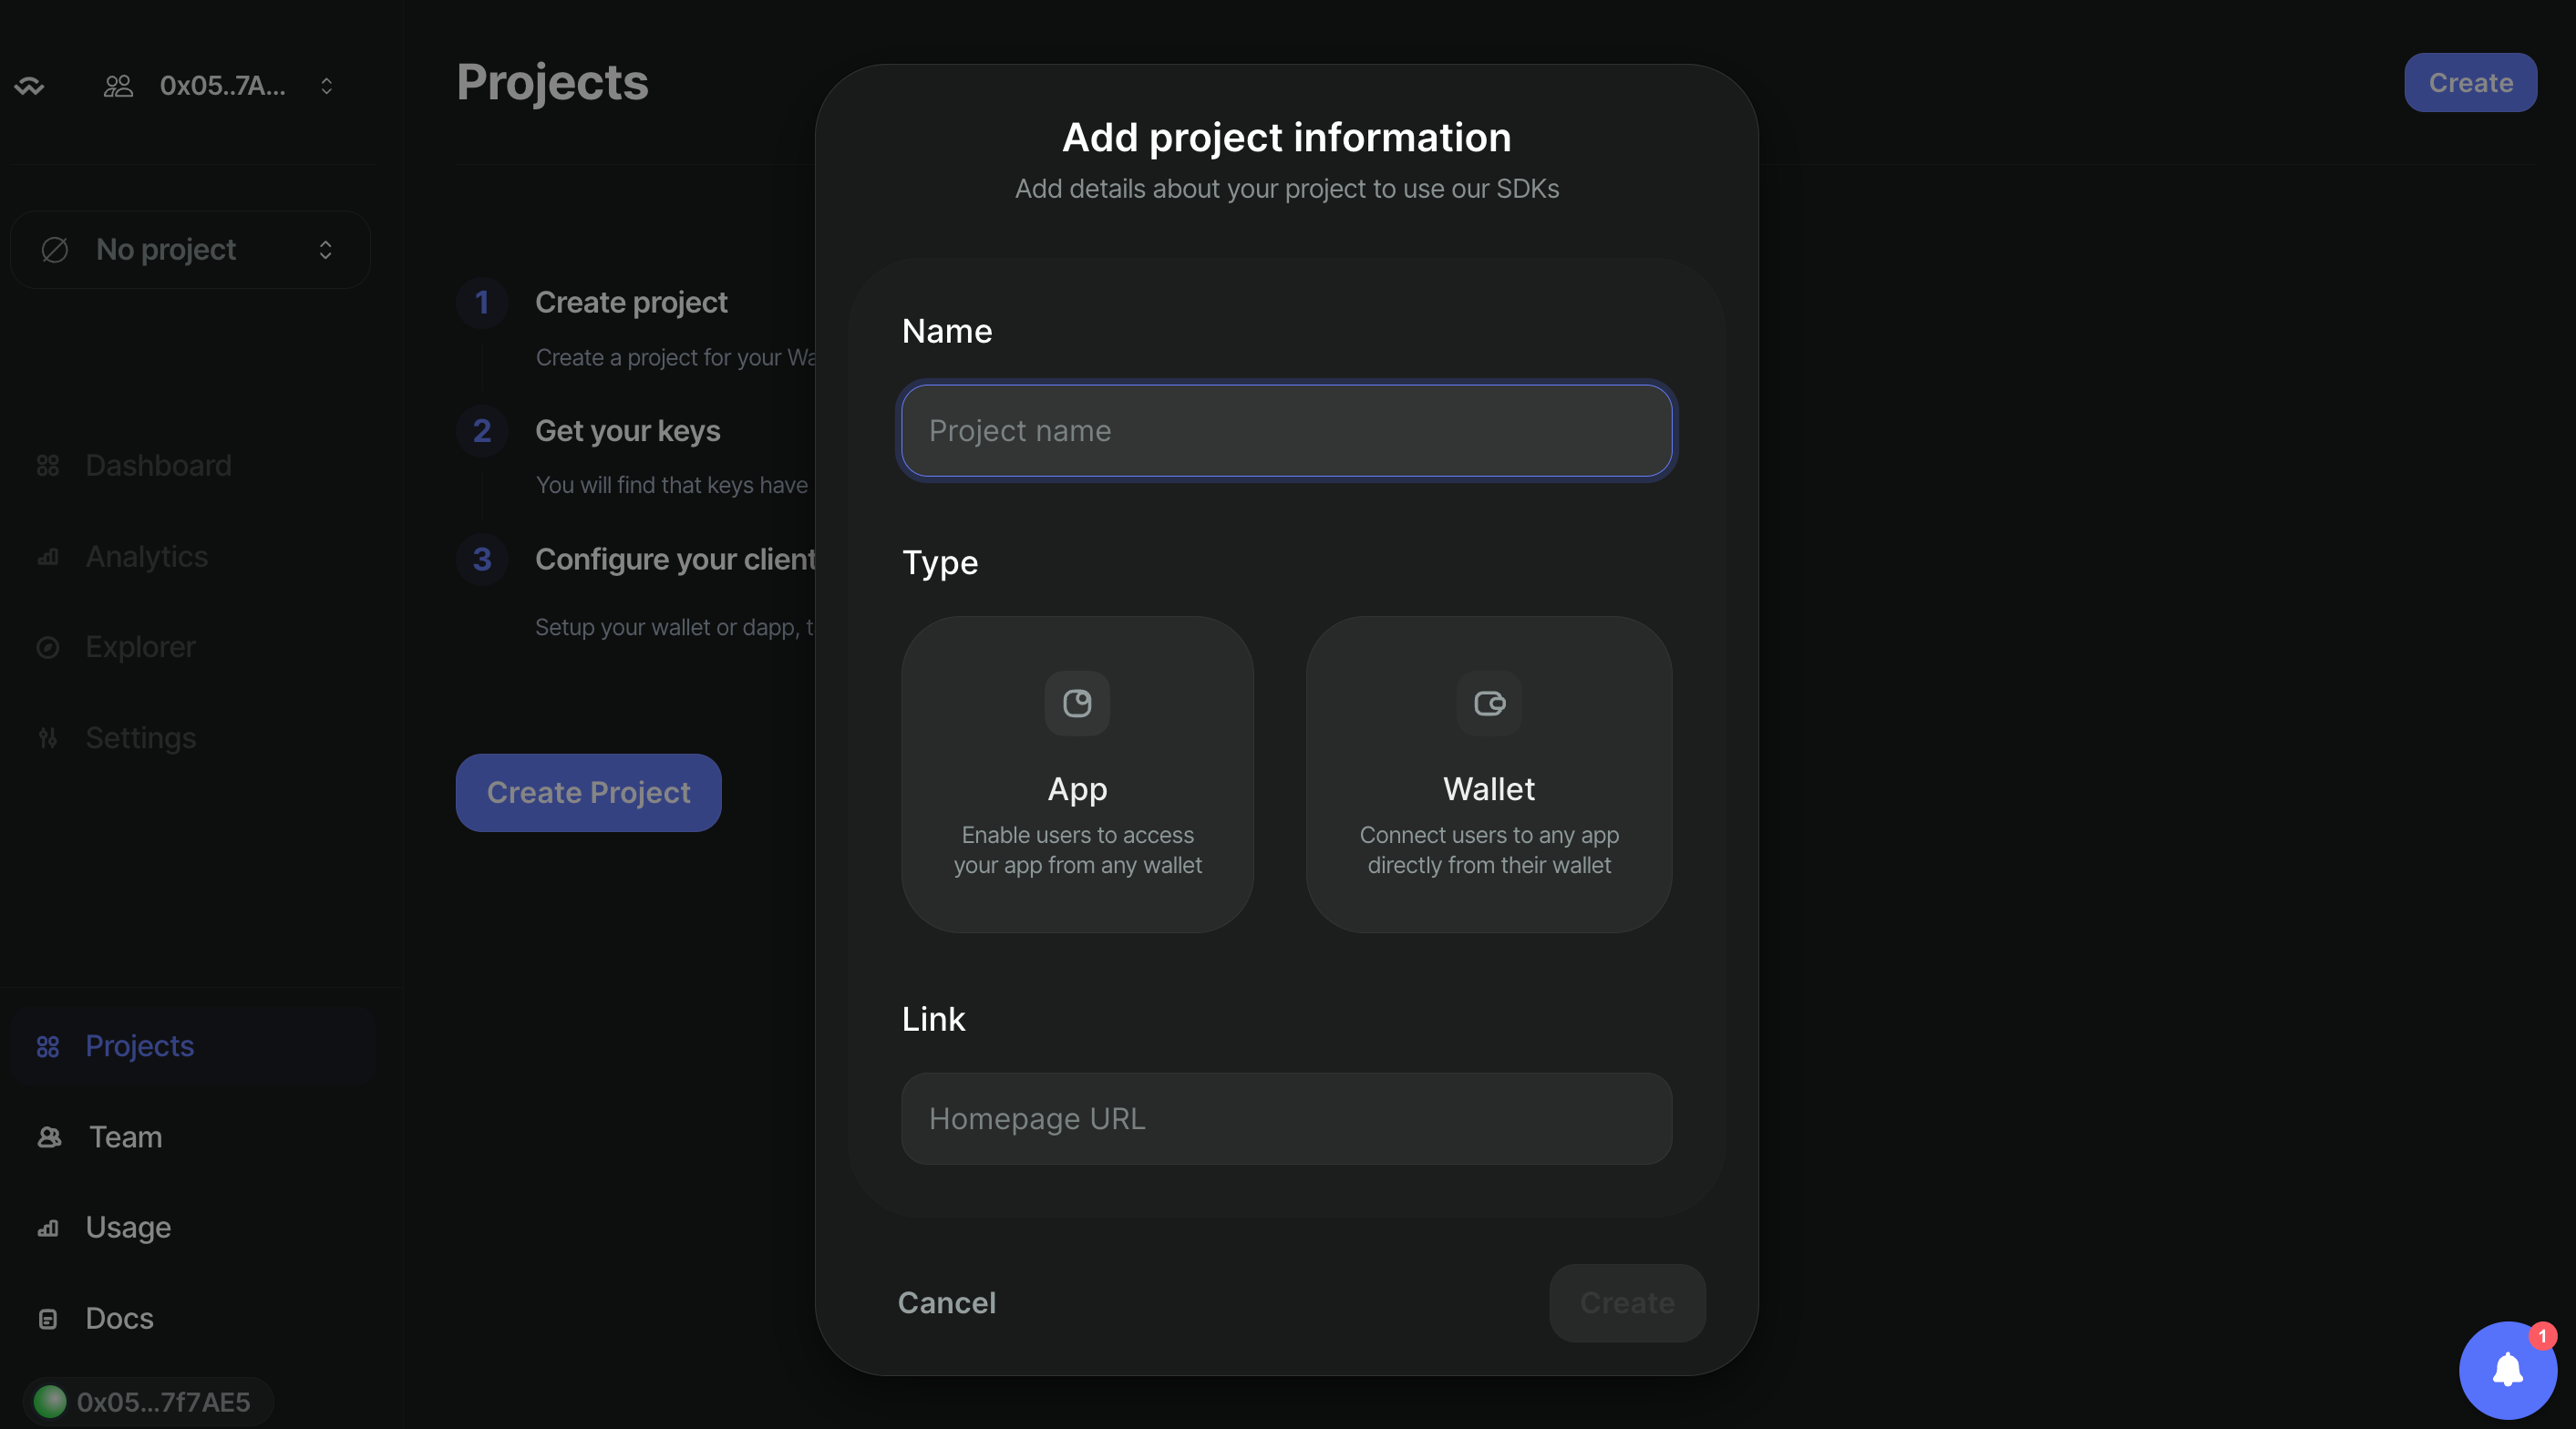 0x05..7A...
No project
Dashboard
Analytics
Explorer
Settings
Projects
Team
Usage
Docs
0x05...7f7AE5
Projects
Create
1
Create project
Create a project for your Wa
2
Get your keys
You will find that keys have
3
Configure your client
Setup your wallet or dapp, t
Create Project
Add project information
Add details about your project to use our SDKs
Name
Project name
Type
App
Enable users to access
your app from any wallet
Wallet
Connect users to any app
directly from their wallet
Link
Homepage URL
Cancel
Create
1